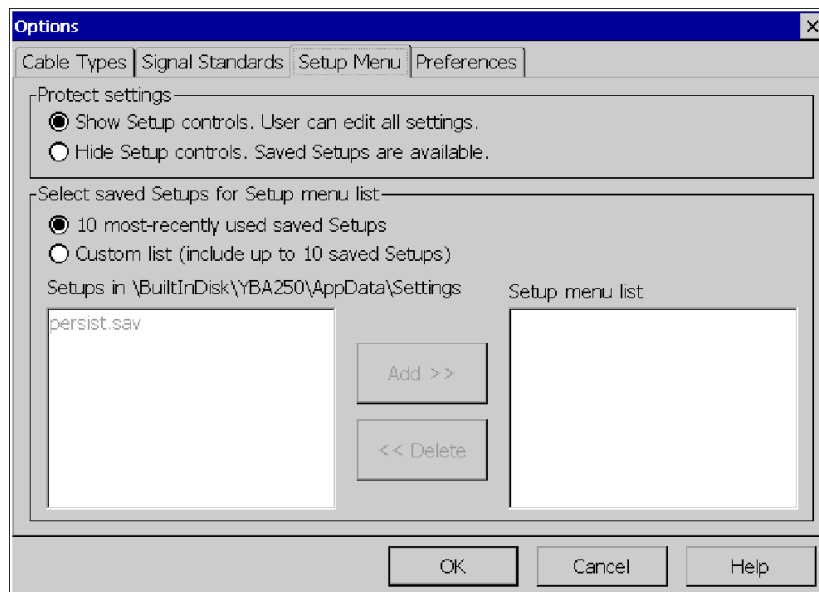 Options
Cable Types Signal Standards Setup Menu Preferences
Protect settings
Show Setup controls. User can edit all settings.
Hide Setup controls. Saved Setups are available.
Select saved Setups for Setup menu list
10 most-recently used saved Setups
Custom list (include up to 10 saved Setups)
Setups in \BuiltInDisk\YBA250\AppData\Settings
Setup menu list
persist.sav
Add >>
<< Delete
OK Cancel Help